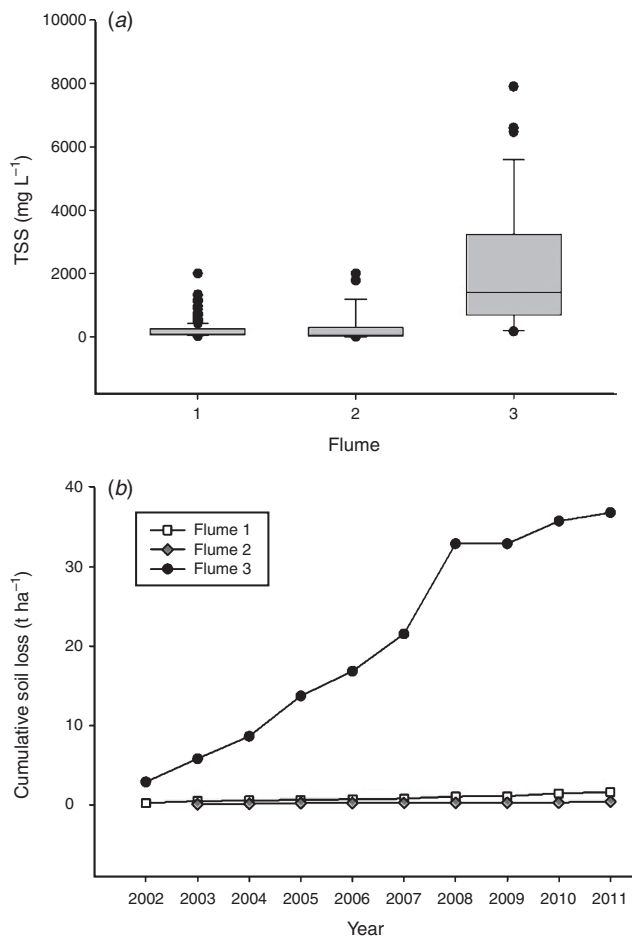 (a)
10000
8000
6000
4000
2000
0
TSS (mg L⁻¹)
1 2 3
Flume
(b)
40
30
20
10
0
Cumulative soil loss (t ha⁻¹)
Flume 1
Flume 2
Flume 3
2002 2003 2004 2005 2006 2007 2008 2009 2010 2011
Year